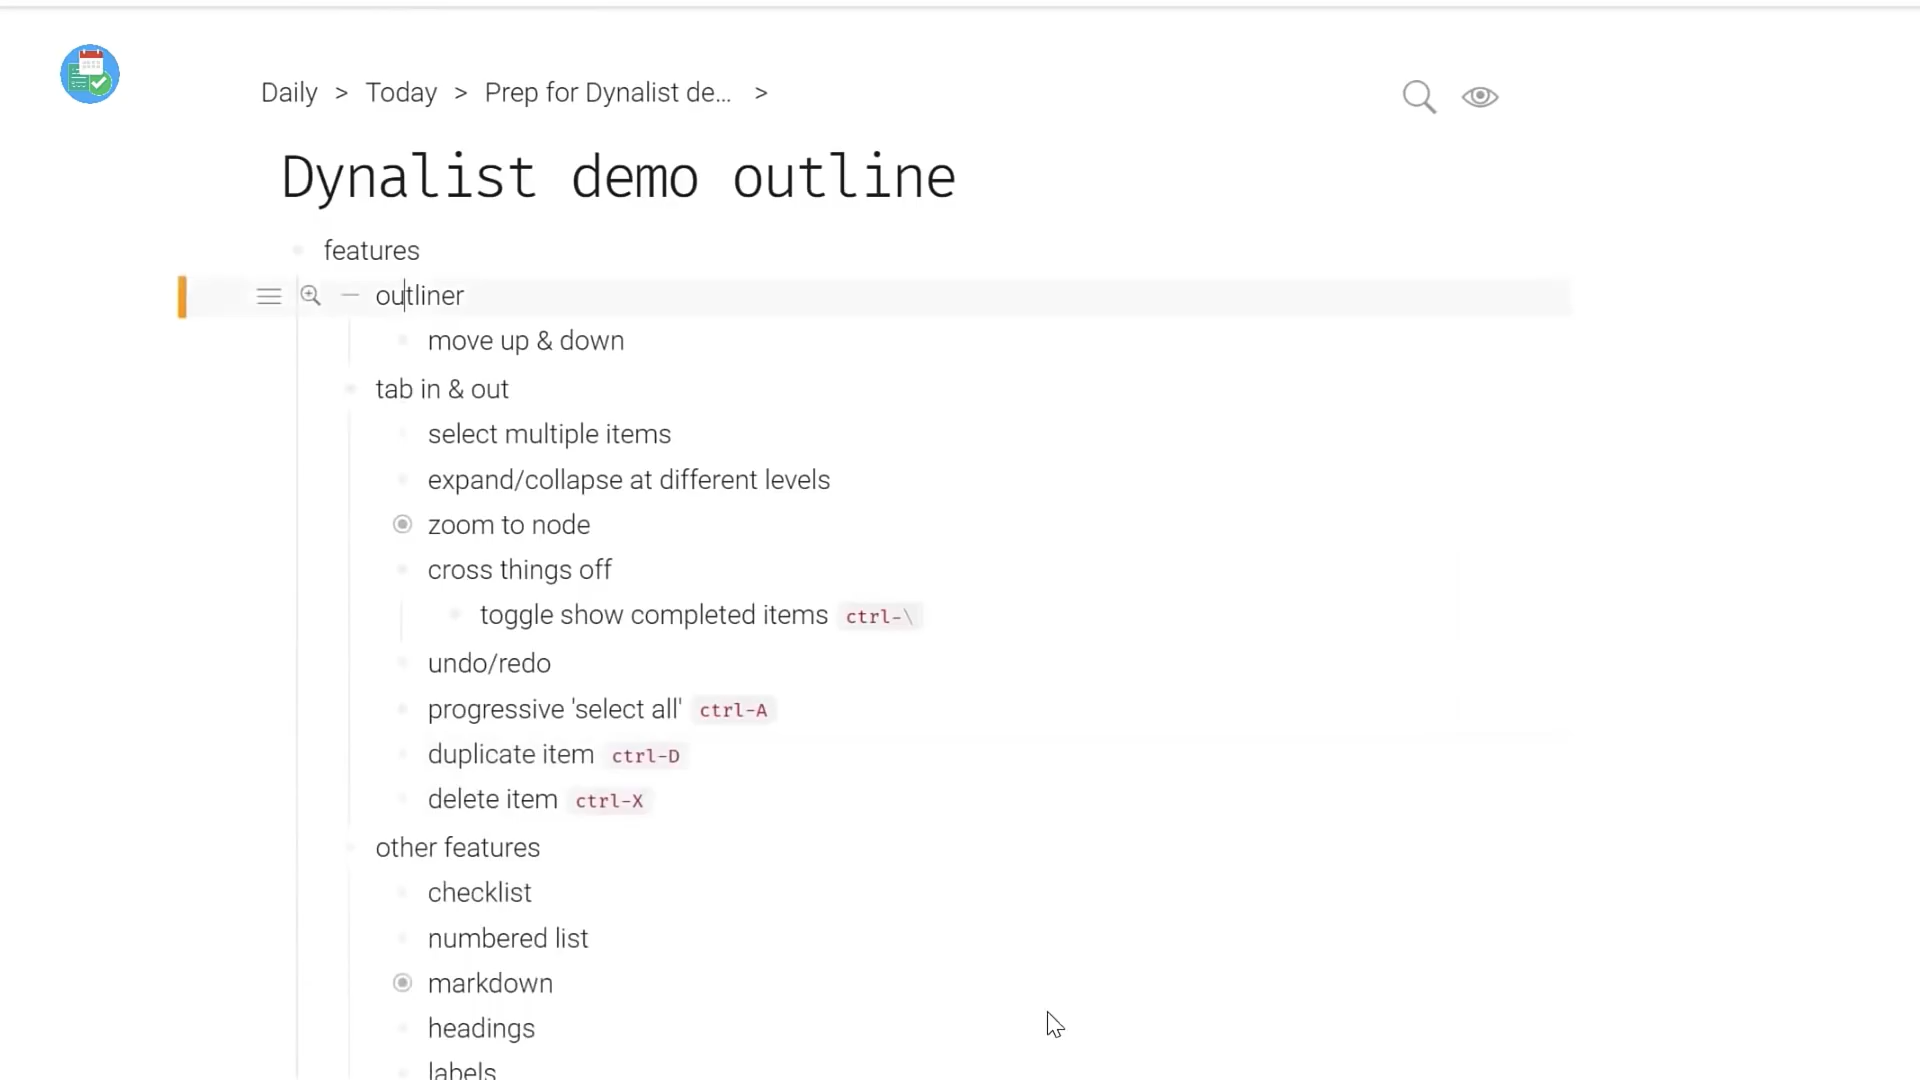 Daily > Today > Prep for Dynalist de... >
Dynalist demo outline
features
outliner
move up & down
tab in & out
select multiple items
expand/collapse at different levels
zoom to node
cross things off
toggle show completed items ctrl-\
undo/redo
progressive 'select all' ctrl-A
duplicate item ctrl-D
delete item ctrl-X
other features
checklist
numbered list
markdown
headings
labels